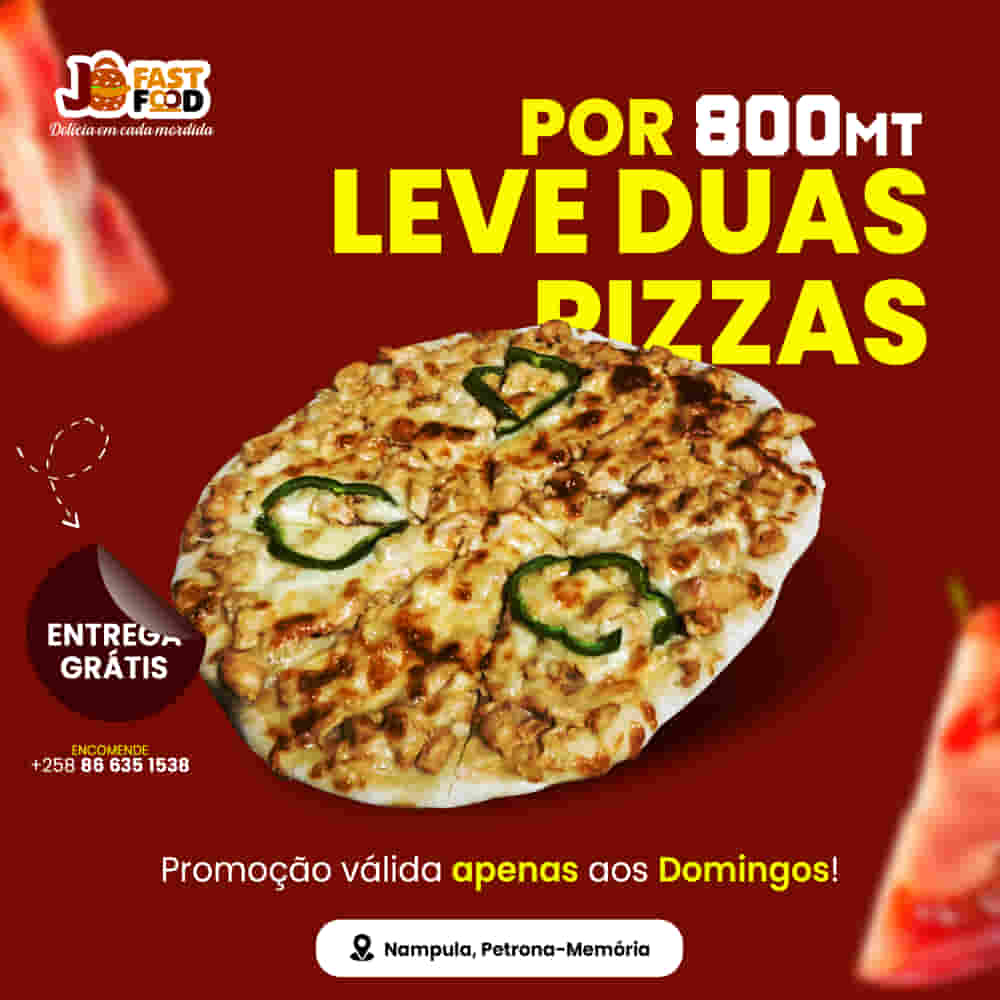 JO FAST
FOOD
Delícia em cada mordida
POR 800MT
LEVE DUAS
PIZZAS
ENTREGA
GRÁTIS
ENCOMENDE
+258 86 635 1538
Promoção válida apenas aos Domingos!
Nampula, Petrona-Memória